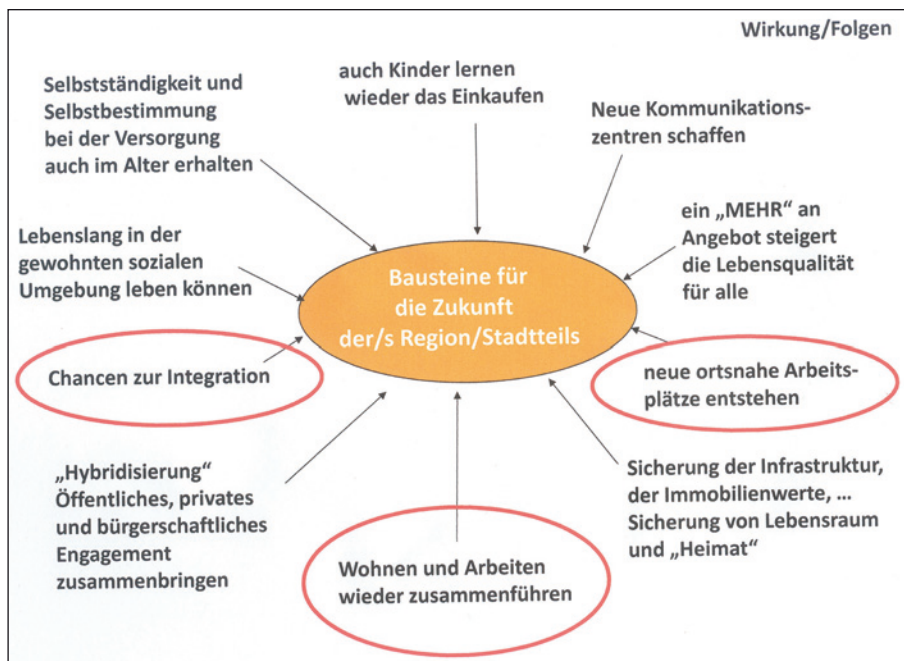 Wirkung/Folgen
Selbstständigkeit und
Selbstbestimmung
bei der Versorgung
auch im Alter erhalten
auch Kinder lernen
wieder das Einkaufen
Neue Kommunikations-
zentren schaffen
Lebenslang in der
gewohnten sozialen
Umgebung leben können
ein „MEHR“ an
Angebot steigert
die Lebensqualität
für alle
Bausteine für
die Zukunft
der/s Region/Stadtteils
Chancen zur Integration
neue ortsnahe Arbeits-
plätze entstehen
„Hybridisierung“
Öffentliches, privates
und bürgerschaftliches
Engagement
zusammenbringen
Wohnen und Arbeiten
wieder zusammenführen
Sicherung der Infrastruktur,
der Immobilienwerte, ...
Sicherung von Lebensraum
und „Heimat“